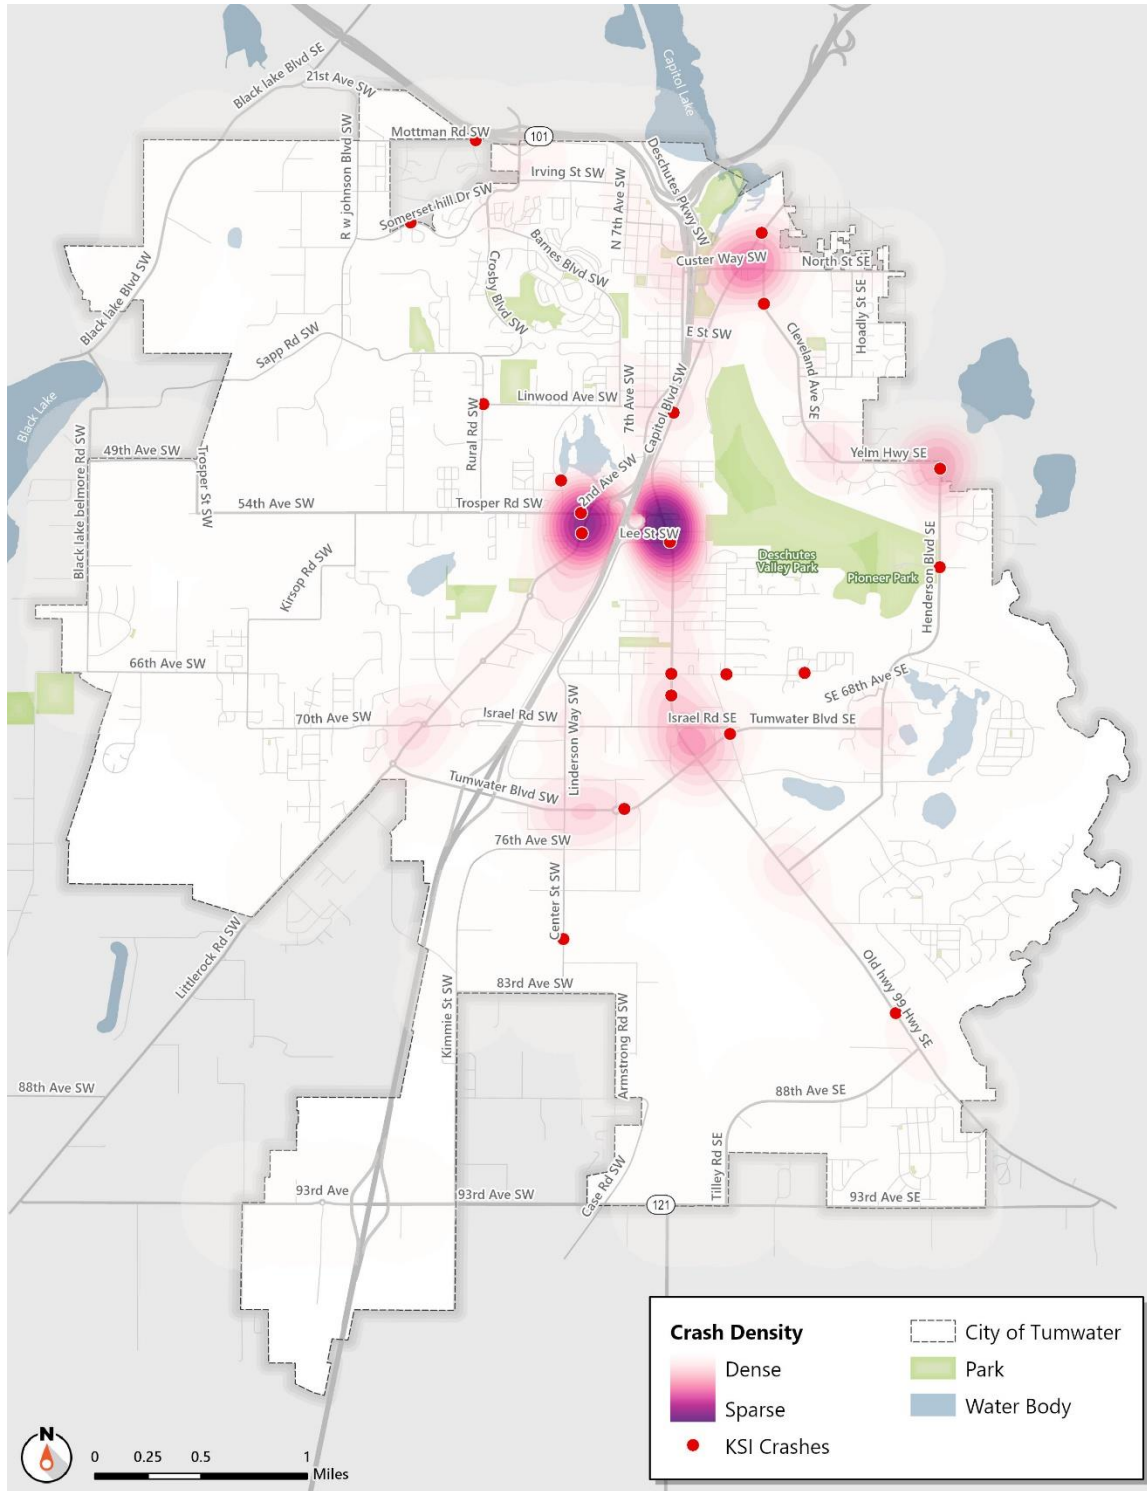 Black lake Blvd SE
21st Ave SW
Capitol Lake
Mottman Rd SW
101
R w johnson Blvd SW
Irving St SW
Deschutes Pkwy SW
Somerset hill Dr SW
N 7th Ave SW
Barnes Blvd SW
Custer Way SW
North St SE
Black lake Blvd SW
Crosby Blvd SW
Hoadly St SE
E St SW
Sapp Rd SW
Cleveland Ave SE
Black Lake
Linwood Ave SW
7th Ave SW
Capitol Blvd SW
Rural Rd SW
49th Ave SW
Trosper St SW
Yelm Hwy SE
Black lake belmore Rd SW
2nd Ave SW
54th Ave SW
Trosper Rd SW
Lee St SW
Deschutes
Valley Park
Pioneer Park
Henderson Blvd SE
Kirsop Rd SW
66th Ave SW
SE 68th Ave SE
70th Ave SW
Israel Rd SW
Israel Rd SE
Tumwater Blvd SE
Linderson Way SW
Tumwater Blvd SW
76th Ave SW
Center St SW
Littlerock Rd SW
Old hwy 99 Hwy SE
83rd Ave SW
Kimmie St SW
Armstrong Rd SW
88th Ave SW
88th Ave SE
Tilley Rd SE
93rd Ave
93rd Ave SW
Case Rd SW
121
93rd Ave SE
Crash Density
Dense
Sparse
KSI Crashes
City of Tumwater
Park
Water Body
N
0 0.25 0.5 1
Miles